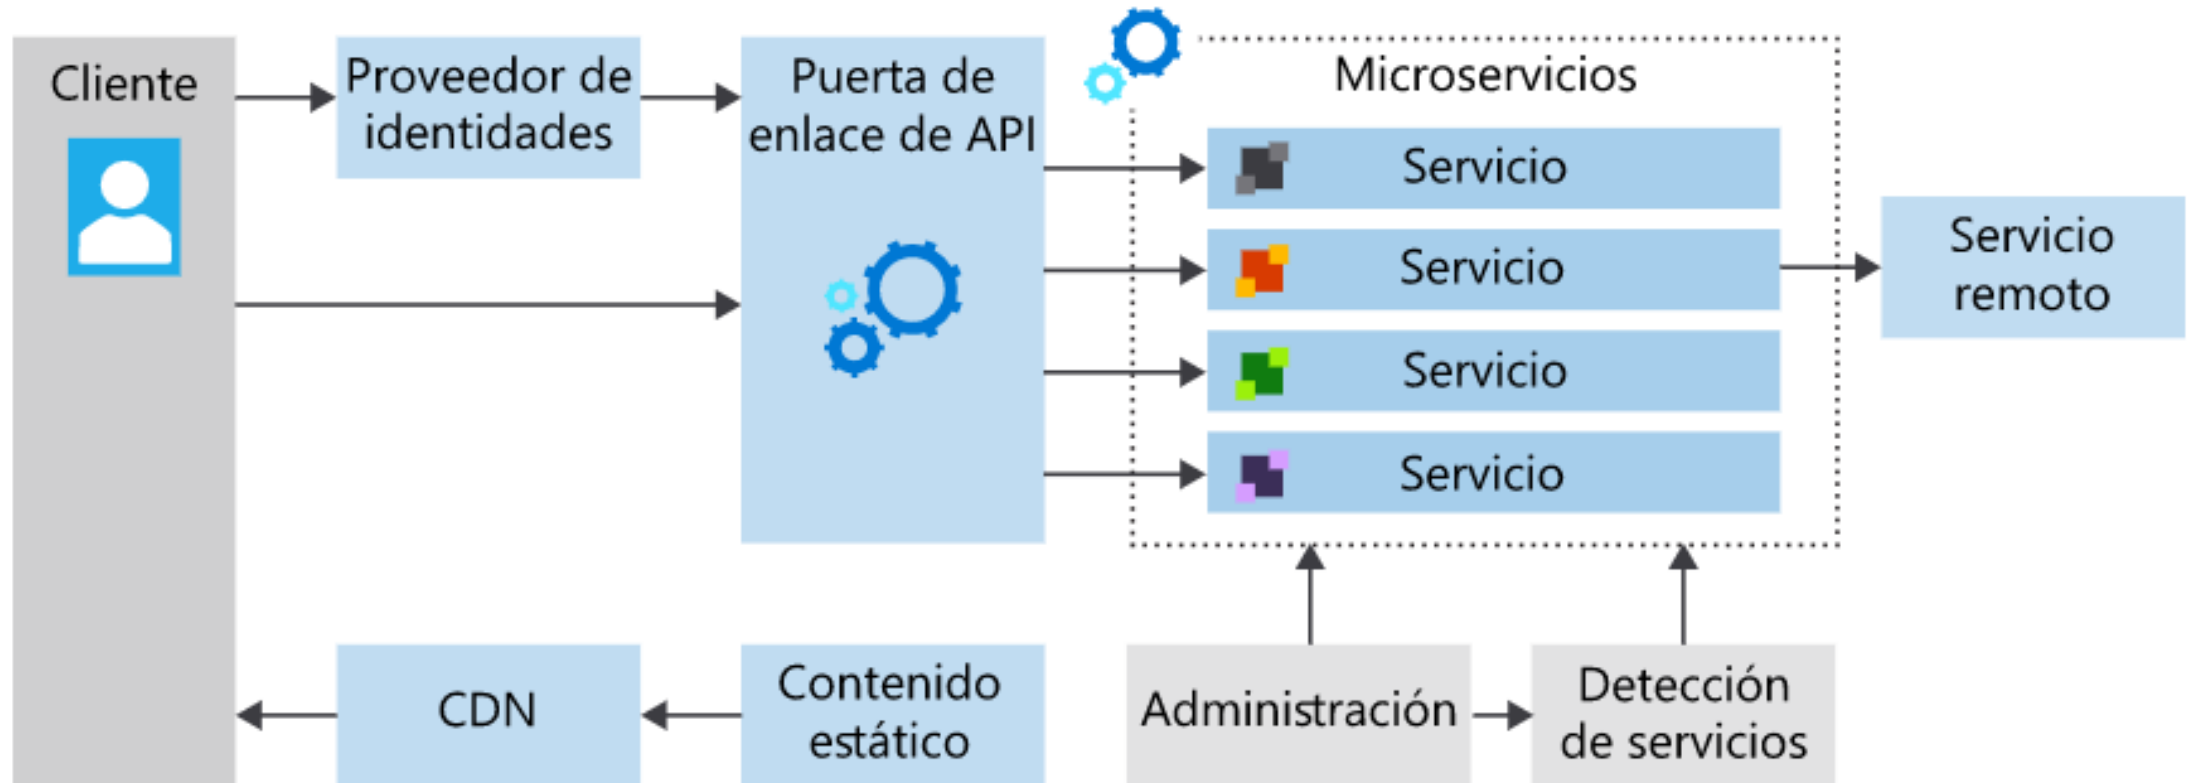 Cliente
Proveedor de
identidades
Puerta de
enlace de API
Microservicios
Servicio
Servicio
Servicio
Servicio
Servicio
remoto
CDN
Contenido
estático
Administración
Detección
de servicios